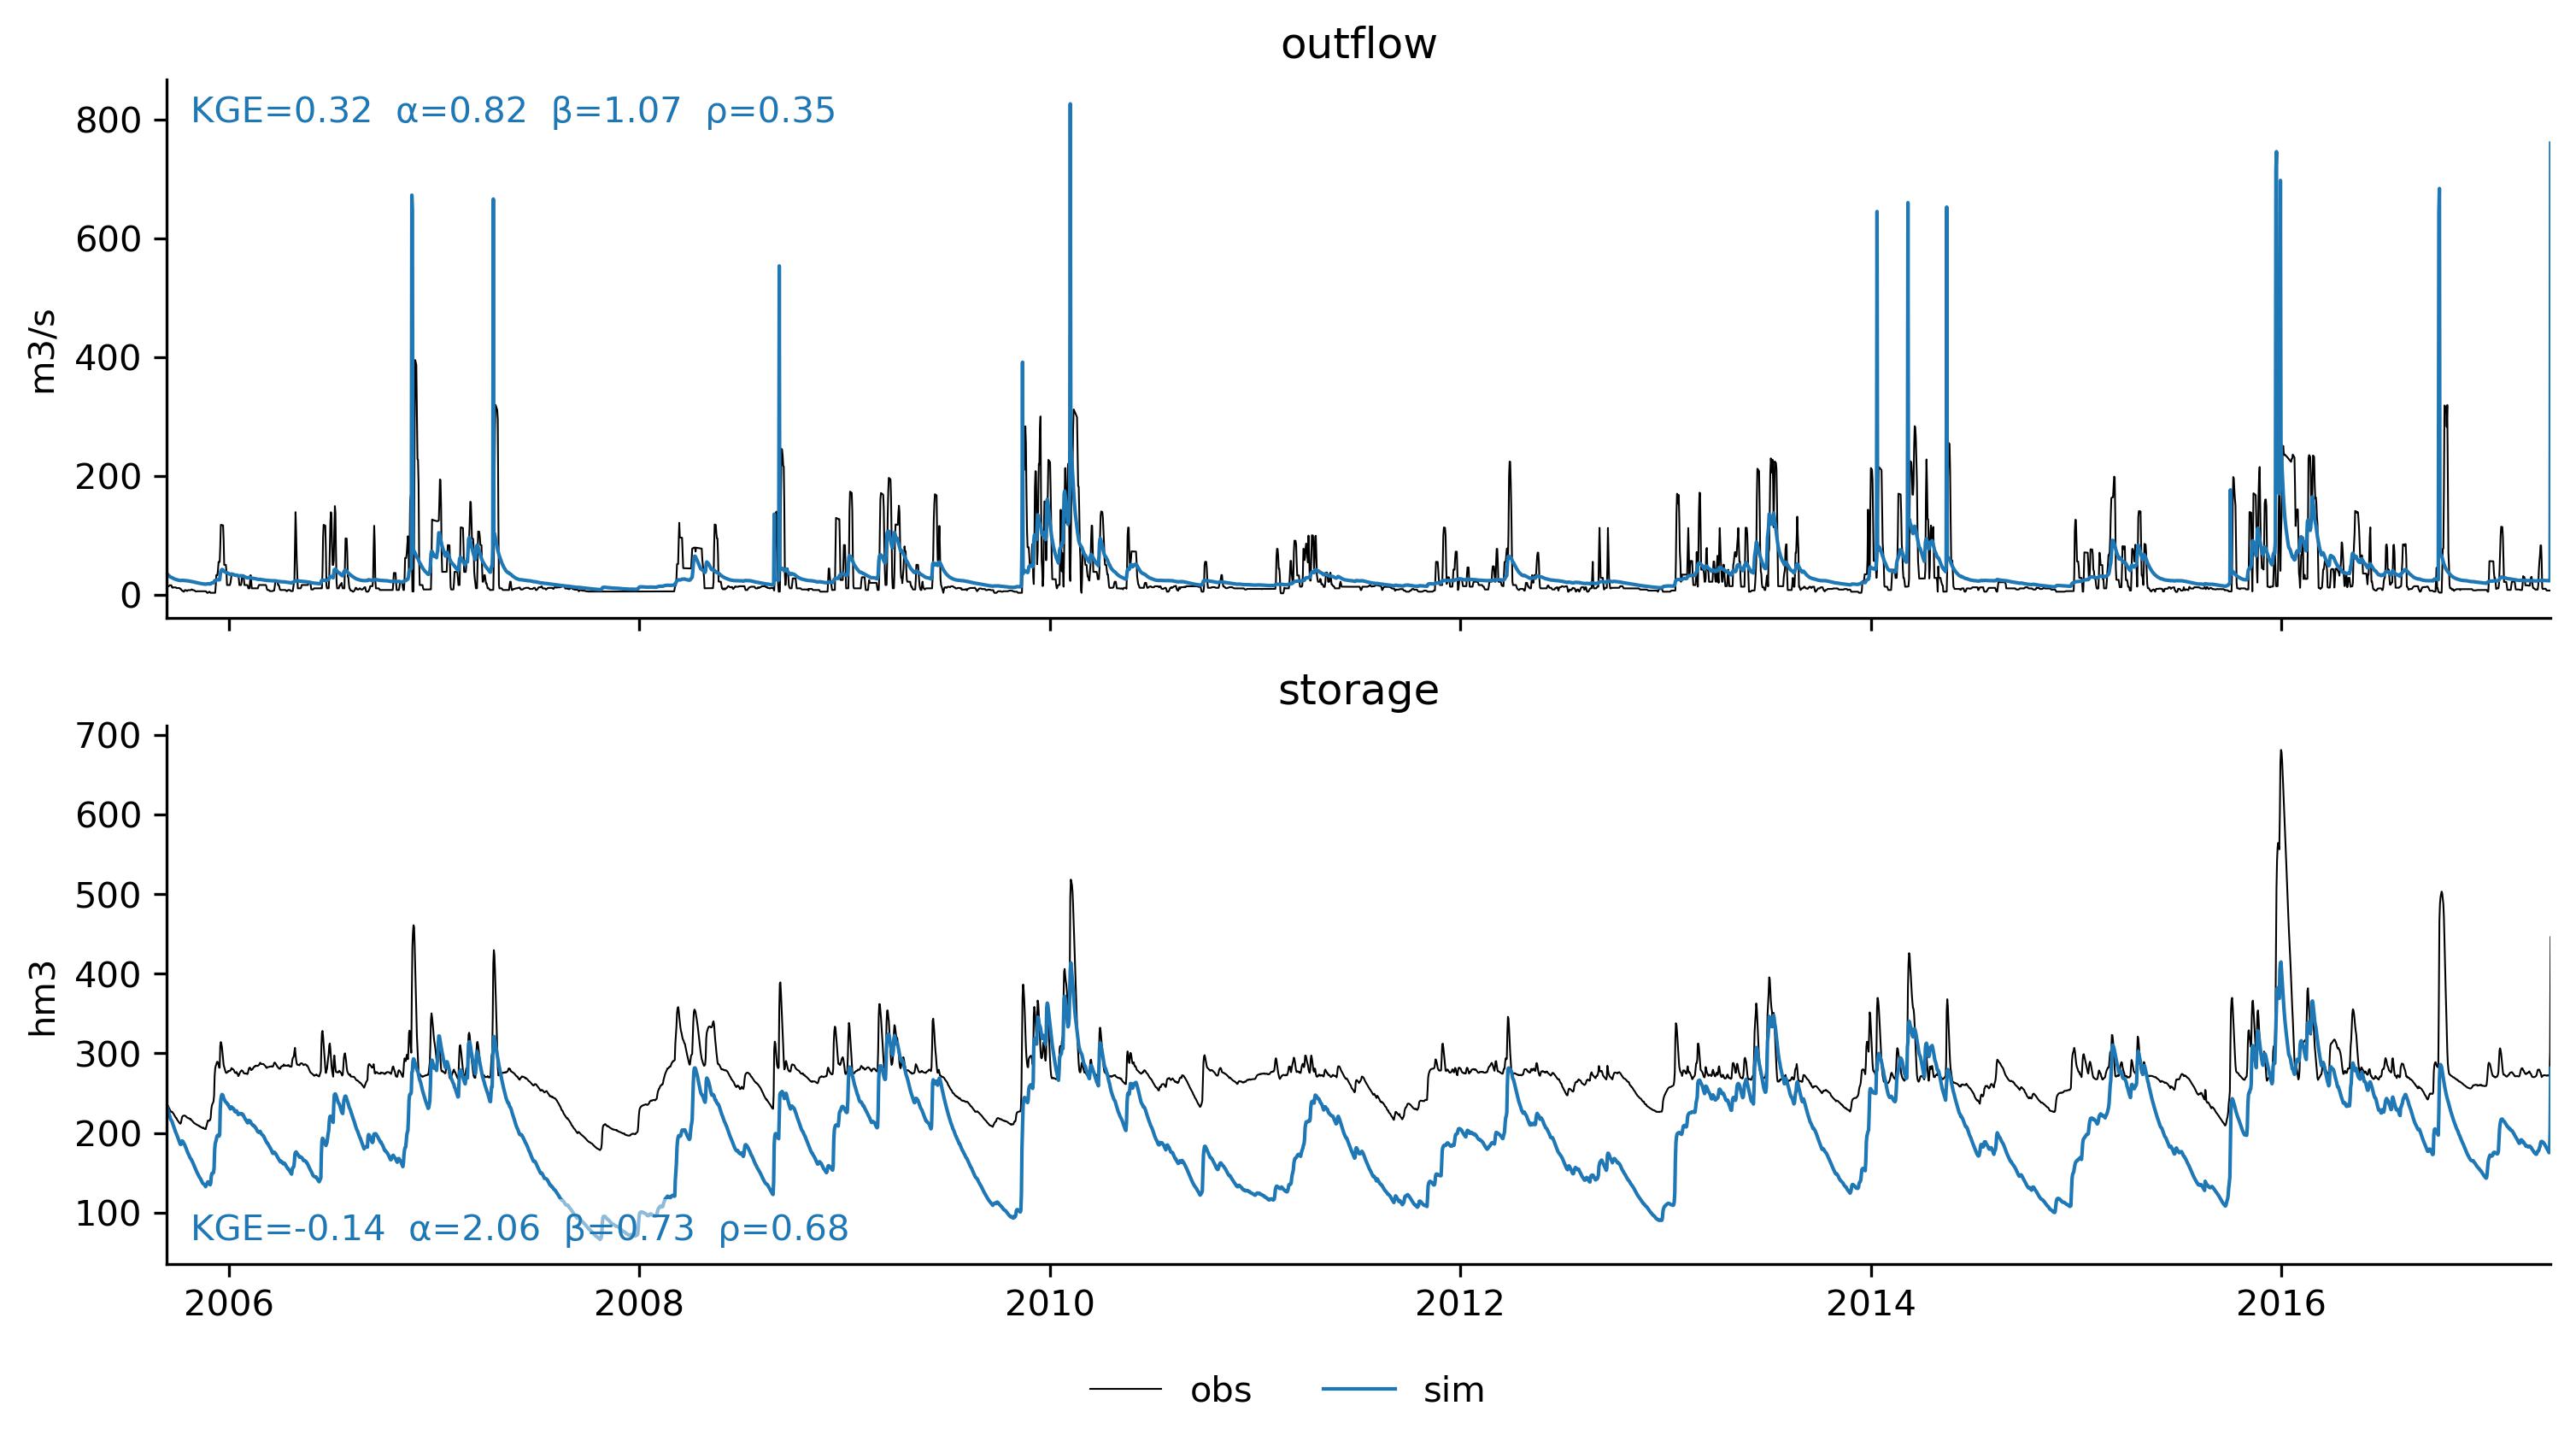 outflow
KGE=0.32 α=0.82 β=1.07 ρ=0.35
800
600
400
200
0
m3/s
storage
700
600
500
400
300
200
100
hm3
KGE=-0.14 α=2.06 β=0.73 ρ=0.68
2006 2008 2010 2012 2014 2016
obs sim